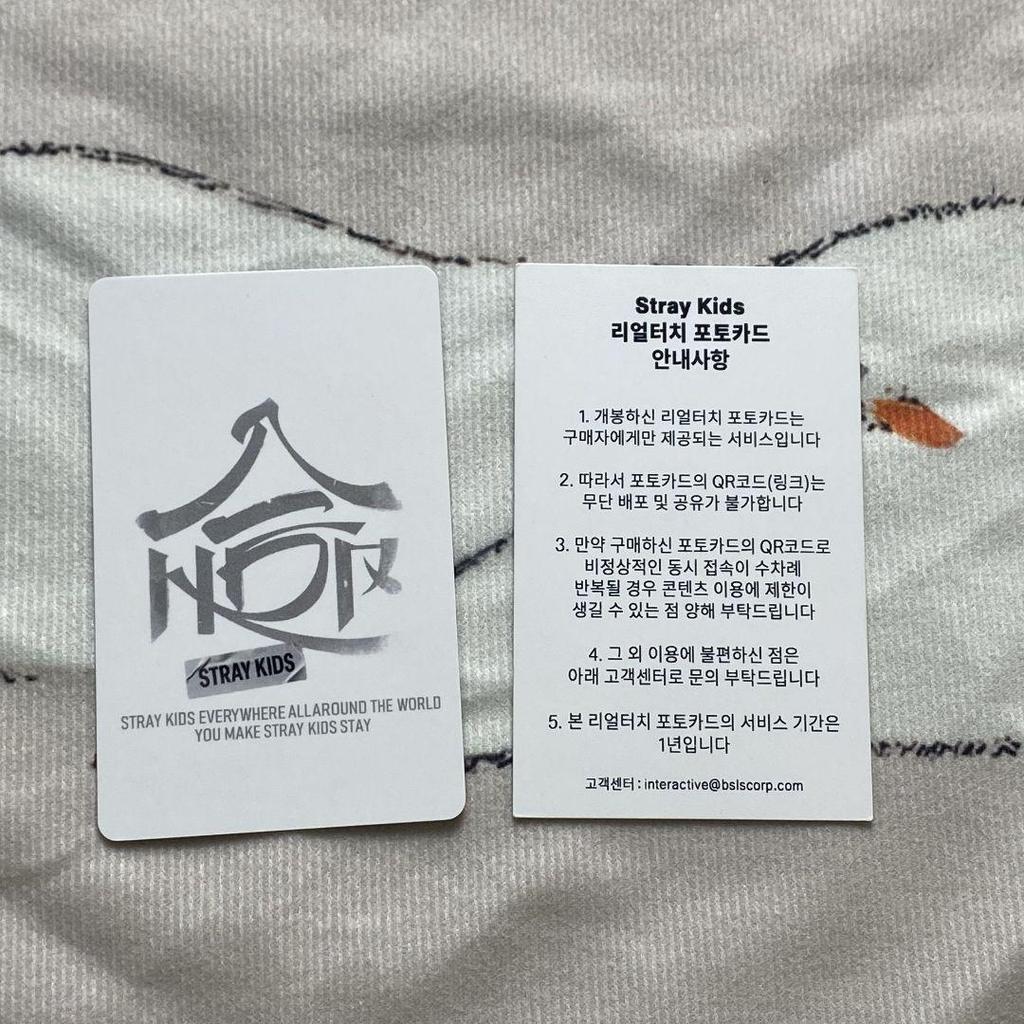 STRAY KIDS
STRAY KIDS EVERYWHERE ALLAROUND THE WORLD
YOU MAKE STRAY KIDS STAY
Stray Kids
리얼터치 포토카드
안내사항
1. 개봉하신 리얼터치 포토카드는
구매자에게만 제공되는 서비스입니다
2. 따라서 포토카드의 QR코드(링크)는
무단 배포 및 공유가 불가합니다
3. 만약 구매하신 포토카드의 QR코드로
비정상적인 동시 접속이 수차례
반복될 경우 콘텐츠 이용에 제한이
생길 수 있는 점 양해 부탁드립니다
4. 그 외 이용에 불편하신 점은
아래 고객센터로 문의 부탁드립니다
5. 본 리얼터치 포토카드의 서비스 기간은
1년입니다
고객센터 : interactive@bslscorp.com